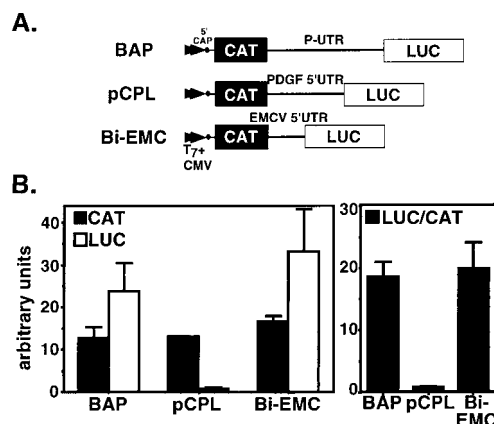 A.
5'
CAP
BAP
CAT
P-UTR
LUC
pCPL
CAT
PDGF 5'UTR
LUC
Bi-EMC
CAT
EMCV 5'UTR
LUC
T7+
CMV
B.
arbitrary units
40
30
20
10
0
CAT
LUC
BAP
pCPL
Bi-EMC
30
20
10
0
LUC/CAT
BAP
pCPL
Bi-
EMC